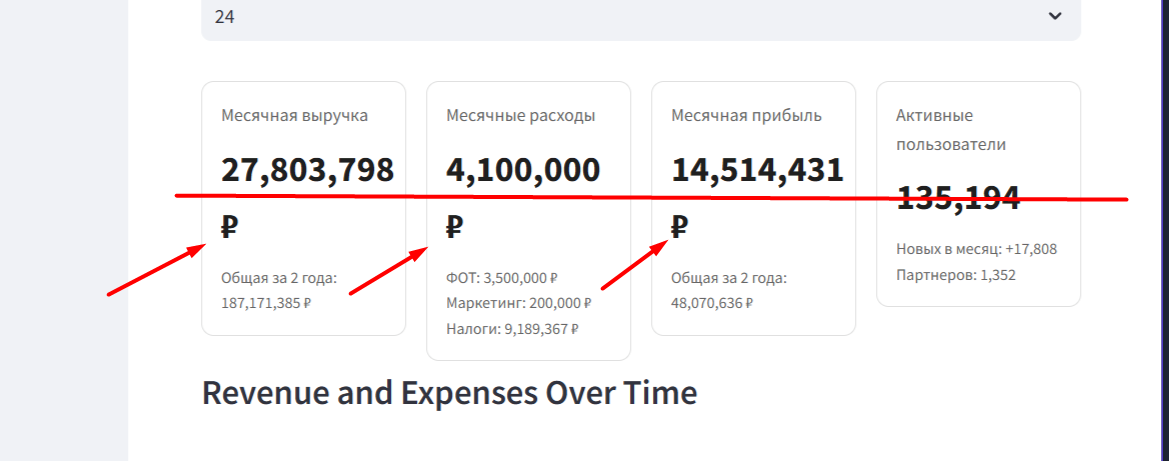 24
Месячная выручка
27,803,798
₽
Общая за 2 года:
187,171,385 ₽
Месячные расходы
4,100,000
₽
ФОТ: 3,500,000 ₽
Маркетинг: 200,000 ₽
Налоги: 9,189,367 ₽
Месячная прибыль
14,514,431
₽
Общая за 2 года:
48,070,636 ₽
Активные
пользователи
135,194
Новых в месяц: +17,808
Партнеров: 1,352
Revenue and Expenses Over Time